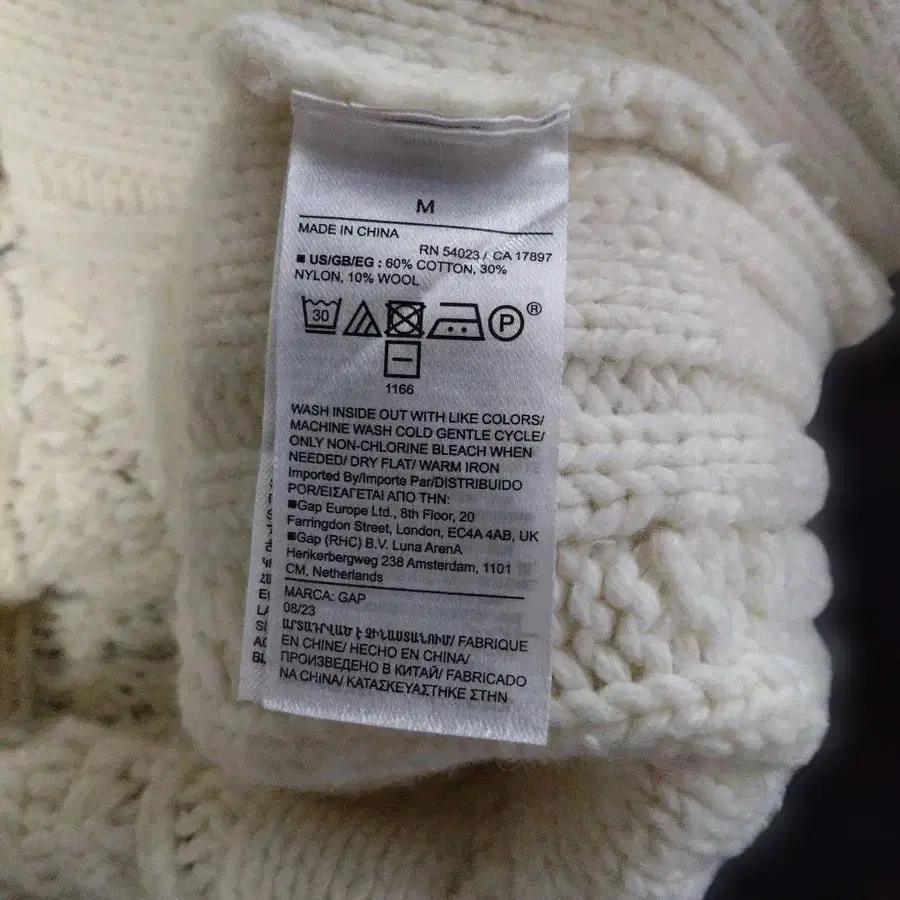 M
MADE IN CHINA
RN 54023 / CA 17897
■ US/GB/EG : 60% COTTON, 30%
NYLON, 10% WOOL
30
P ®
1166
WASH INSIDE OUT WITH LIKE COLORS/
MACHINE WASH COLD GENTLE CYCLE/
ONLY NON-CHLORINE BLEACH WHEN
NEEDED/ DRY FLAT/ WARM IRON
Imported By/Importe Par/DISTRIBUIDO
POR/ΕΙΣΑΓΕΤΑΙ ΑΠΟ ΤΗΝ:
■Gap Europe Ltd., 8th Floor, 20
Farringdon Street, London, EC4A 4AB, UK
■Gap (RHC) B.V. Luna ArenA
Herikerbergweg 238 Amsterdam, 1101
CM, Netherlands
MARCA: GAP
08/23
ԱՐՏԱԴՐՎԱԾ Է ՉԻՆԱՍՏԱՆՈՒՄ/ FABRIQUE
EN CHINE/ HECHO EN CHINA/
ПРОИЗВЕДЕНО В КИТАЙ/ FABRICADO
NA CHINA/ ΚΑΤΑΣΚΕΥΑΣΤΗΚΕ ΣΤΗΝ